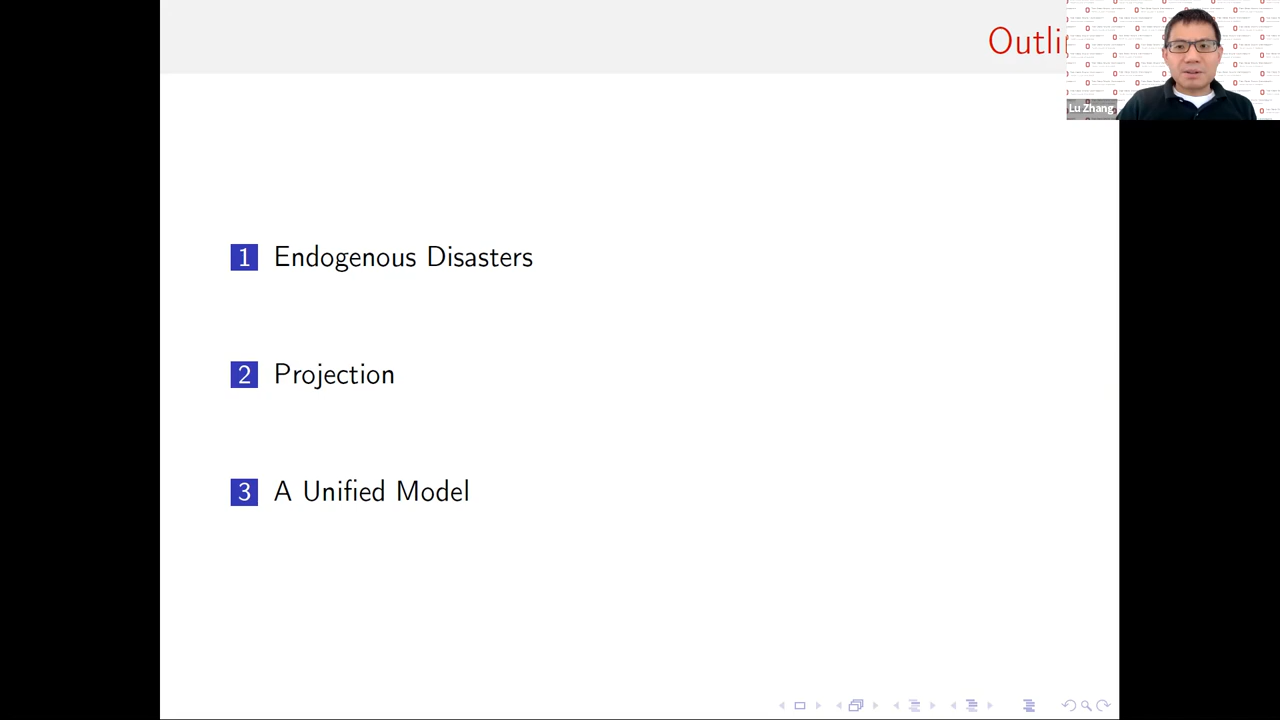 Outli
Lu Zhang
1 Endogenous Disasters
2 Projection
3 A Unified Model